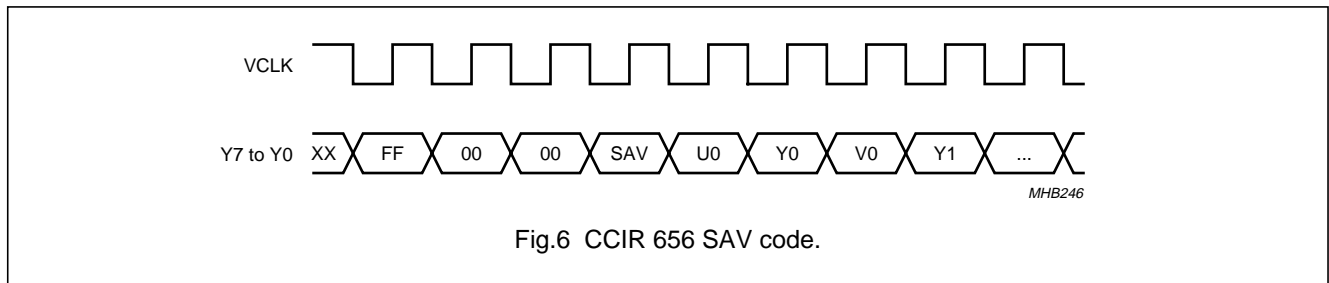 VCLK
Y7 to Y0 XX FF 00 00 SAV U0 Y0 V0 Y1 ...
MHB246
Fig.6 CCIR 656 SAV code.